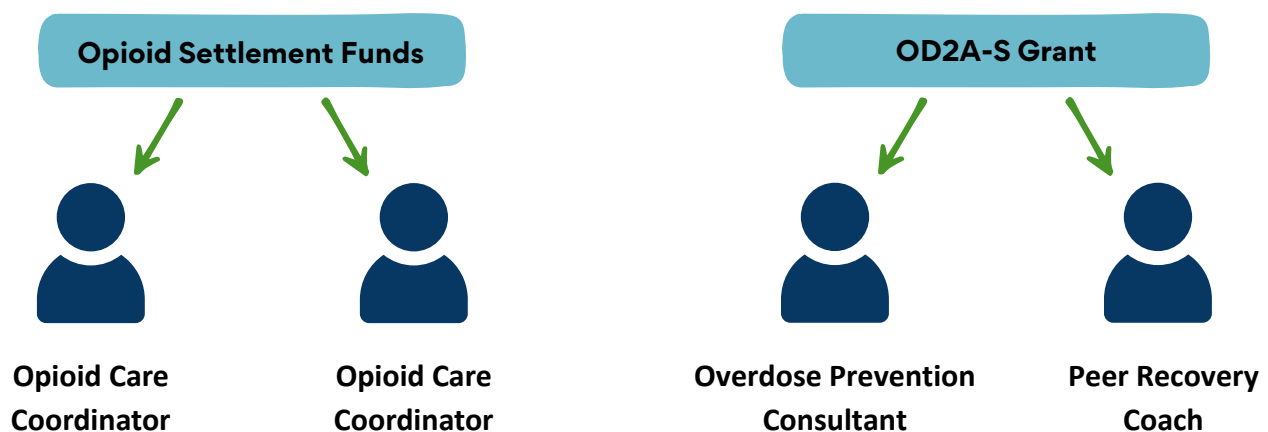 Opioid Settlement Funds
OD2A-S Grant
Opioid Care
Coordinator
Opioid Care
Coordinator
Overdose Prevention
Consultant
Peer Recovery
Coach